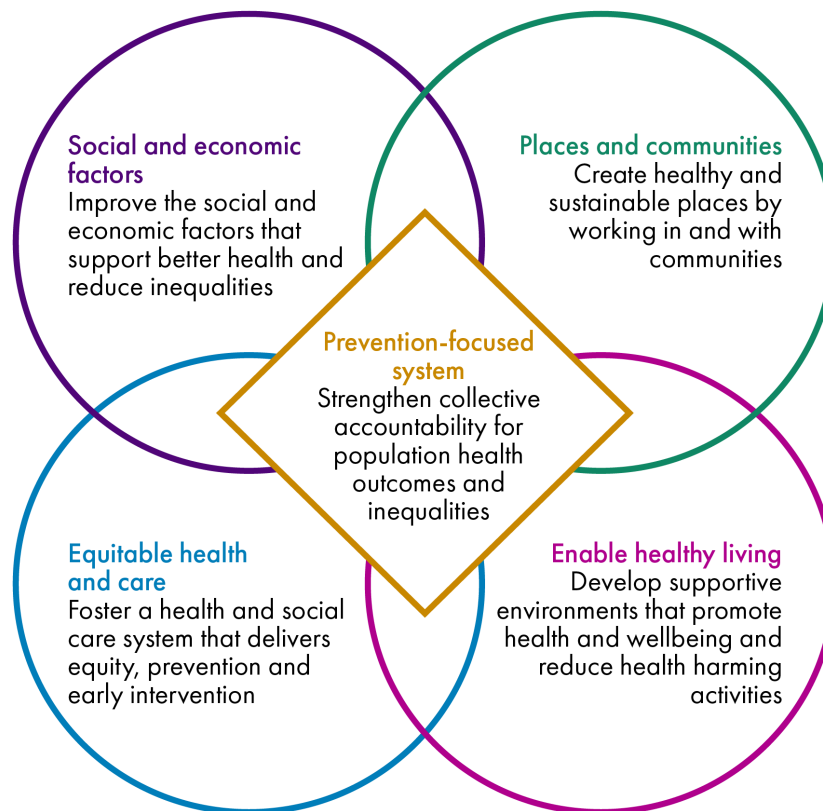 Social and economic
factors
Improve the social and
economic factors that
support better health and
reduce inequalities
Places and communities
Create healthy and
sustainable places by
working in and with
communities
Prevention-focused
system
Strengthen collective
accountability for
population health
outcomes and
inequalities
Equitable health
and care
Foster a health and social
care system that delivers
equity, prevention and
early intervention
Enable healthy living
Develop supportive
environments that promote
health and wellbeing and
reduce health harming
activities